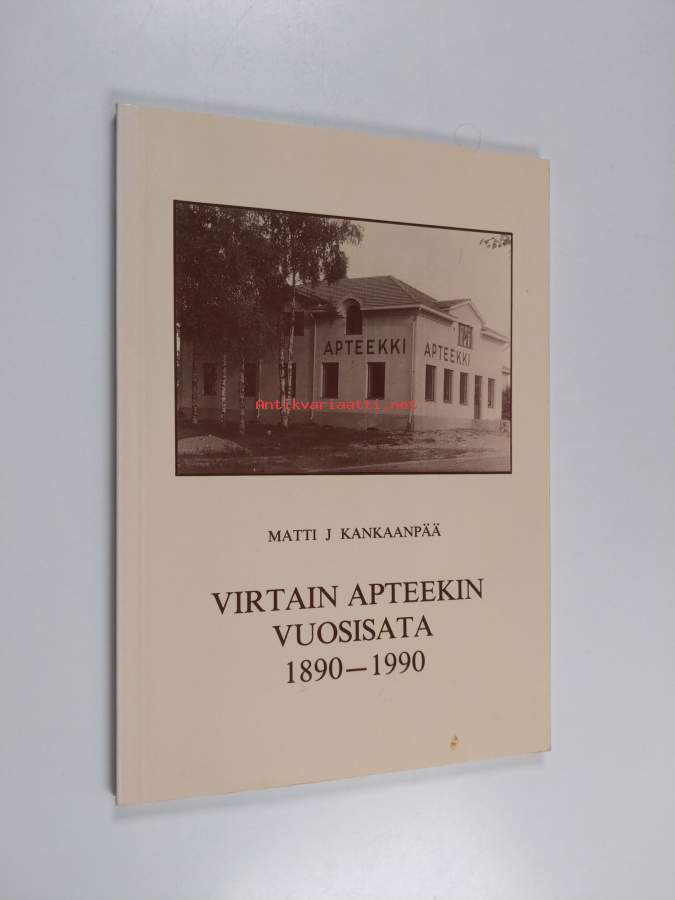 APTEEKKI APTEEKKI
Antikvariaatti.net
MATTI J KANKAANPÄÄ
VIRTAIN APTEEKIN
VUOSISATA
1890—1990